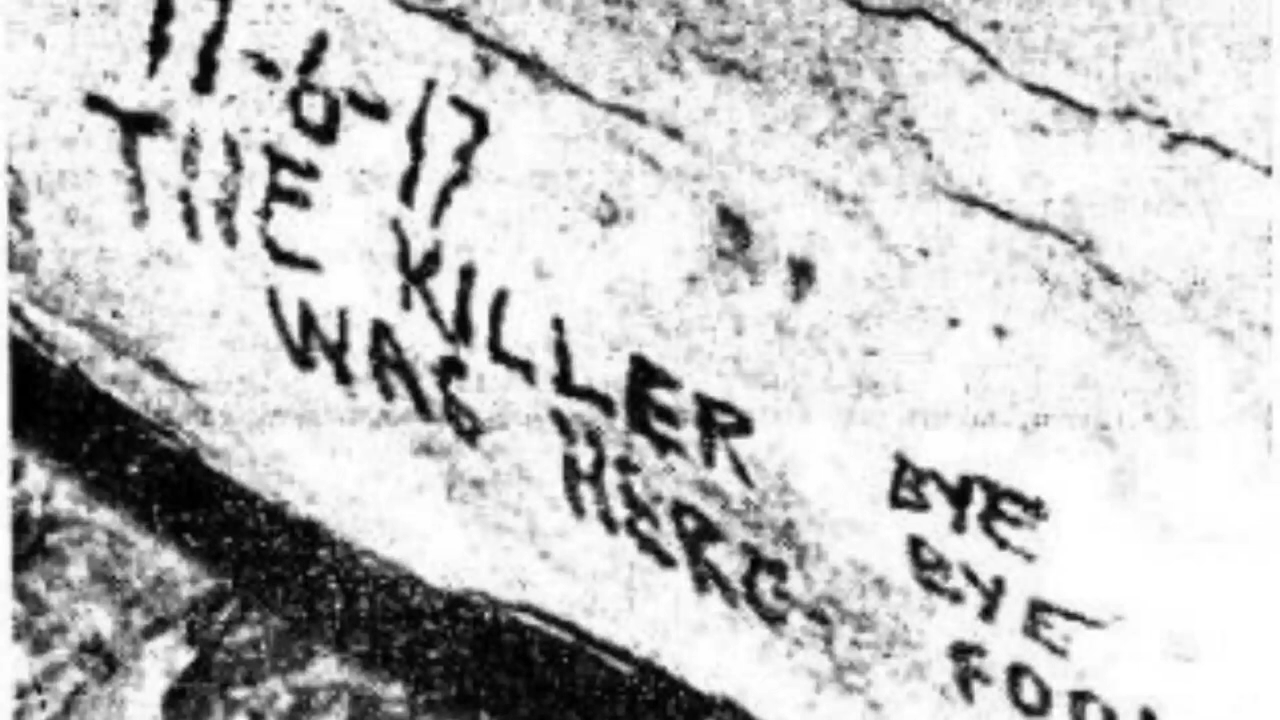 11-6-17
THE KILLER
WAS HERE
BYE
BYE